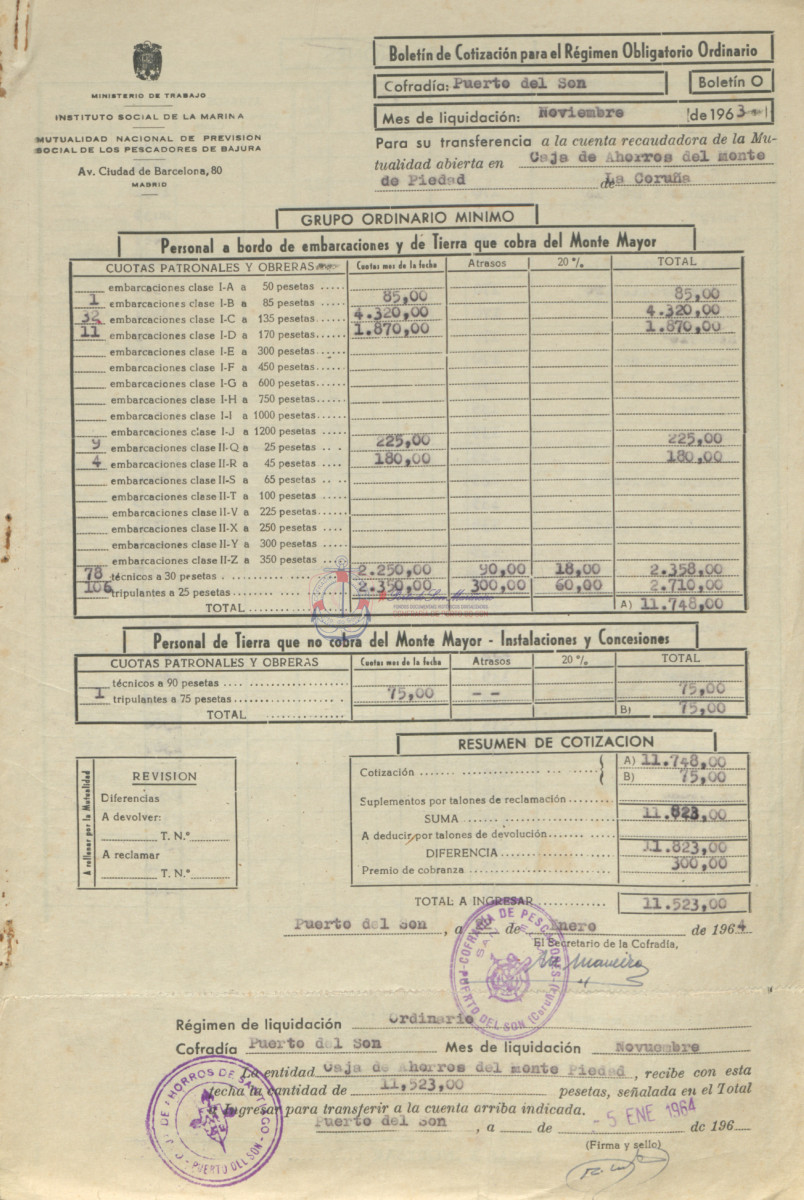 MINISTERIO DE TRABAJO
INSTITUTO SOCIAL DE LA MARINA
MUTUALIDAD NACIONAL DE PREVISION
SOCIAL DE LOS PESCADORES DE BAJURA
Av. Ciudad de Barcelona, 80
MADRID
Boletín de Cotización para el Régimen Obligatorio Ordinario
Cofradía: Puerto del Son
Boletín O
Mes de liquidación: Noviembre de 1963
Para su transferencia a la cuenta recaudadora de la Mu-
tualidad abierta en Caja de Ahorros del monte
de Piedad de La Coruña
GRUPO ORDINARIO MINIMO
Personal a bordo de embarcaciones y de Tierra que cobra del Monte Mayor
CUOTAS PATRONALES Y OBRERAS Cuotas mes de la fecha Atrasos 20 % TOTAL
embarcaciones clase I-A a 50 pesetas .....
1 embarcaciones clase I-B a 85 pesetas ..... 85,00 85,00
32 embarcaciones clase I-C a 135 pesetas ..... 4.320,00 4.320,00
11 embarcaciones clase I-D a 170 pesetas ..... 1.870,00 1.870,00
embarcaciones clase I-E a 300 pesetas .....
embarcaciones clase I-F a 450 pesetas ......
embarcaciones clase I-G a 600 pesetas ......
embarcaciones clase I-H a 750 pesetas ......
embarcaciones clase I-I a 1000 pesetas ......
embarcaciones clase I-J a 1200 pesetas ......
9 embarcaciones clase II-Q a 25 pesetas .. . 225,00 225,00
4 embarcaciones clase II-R a 45 pesetas .... 180,00 180,00
embarcaciones clase II-S a 65 pesetas .. ..
embarcaciones clase II-T a 100 pesetas ......
embarcaciones clase II-V a 225 pesetas ......
embarcaciones clase II-X a 250 pesetas ....
embarcaciones clase II-Y a 300 pesetas ....
embarcaciones clase II-Z a 350 pesetas ....
78 técnicos a 30 pesetas ........ 2.250,00 90,00 18,00 2.358,00
106 tripulantes a 25 pesetas ........ 2.350,00 300,00 60,00 2.710,00
TOTAL ........ A) 11.748,00
Personal de Tierra que no cobra del Monte Mayor - Instalaciones y Concesiones
CUOTAS PATRONALES Y OBRERAS Cuotas mes de la fecha Atrasos 20 % TOTAL
técnicos a 90 pesetas ........
1 tripulantes a 75 pesetas ........ 75,00 -- 75,00
TOTAL ........ B) 75,00
RESUMEN DE COTIZACION
Cotización ........ A) 11.748,00
B) 75,00
Suplementos por talones de reclamación ........
SUMA ........ 11.823,00
A deducir por talones de devolución ........
DIFERENCIA ........ 11.823,00
Premio de cobranza ........ 300,00
TOTAL A INGRESAR ........ 11.523,00
A rellenar por la Mutualidad
REVISION
Diferencias
A devolver:
T. N.º
A reclamar
T. N.º
Puerto del Son, a de Enero de 1964
El Secretario de la Cofradía,
COFRADIA DE PESCADORES
PUERTO DEL SON (Coruña)
Régimen de liquidación Ordinario
Cofradía Puerto del Son Mes de liquidación Noviembre
La entidad Caja de Ahorros del monte Piedad, recibe con esta
fecha la cantidad de 11,523,00 pesetas, señalada en el Total
a ingresar para transferir a la cuenta arriba indicada.
Puerto del Son, a de de 196
- 5 ENE 1964
(Firma y sello)
DE AHORROS DE SANTIAGO
PUERTO DEL SON